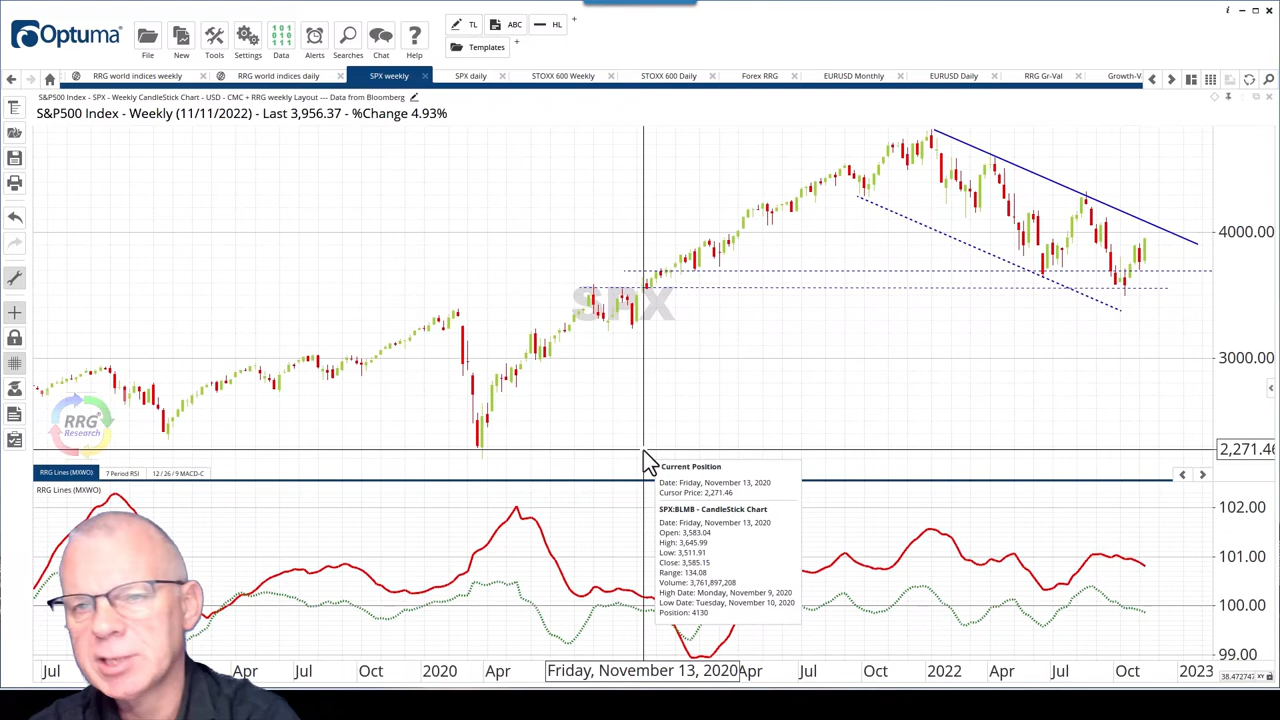 Optuma
File
New
Tools
Settings
Data
Alerts
Searches
Chat
Help
TL
ABC
HL
Templates
RRG world indices weekly
RRG world indices daily
SPX weekly
SPX daily
STOXX 600 Weekly
STOXX 600 Daily
Forex RRG
EURUSD Monthly
EURUSD Daily
RRG Gr-Val
Growth-V
S&P500 Index - SPX - Weekly CandleStick Chart - USD - CMC + RRG weekly Layout --- Data from Bloomberg
S&P500 Index - Weekly (11/11/2022) - Last 3,956.37 - %Change 4.93%
4000.00
SPX
3000.00
RRG®
Research
2,271.46
RRG Lines (MXWO)
7 Period RSI
12 / 26 / 9 MACD-C
RRG Lines (MXWO)
Current Position
Date: Friday, November 13, 2020
Cursor Price: 2,271.46
SPX:BLMB - CandleStick Chart
Date: Friday, November 13, 2020
Open: 3,583.04
High: 3,645.99
Low: 3,511.91
Close: 3,585.15
Range: 134.08
Volume: 3,761,897,208
High Date: Monday, November 9, 2020
Low Date: Tuesday, November 10, 2020
Position: 4130
102.00
101.00
100.00
99.00
Jul
Apr
Jul
Oct
2020
Apr
Friday, November 13, 2020
Apr
Jul
Oct
2022
Apr
Jul
Oct
2023
38.472747
XY